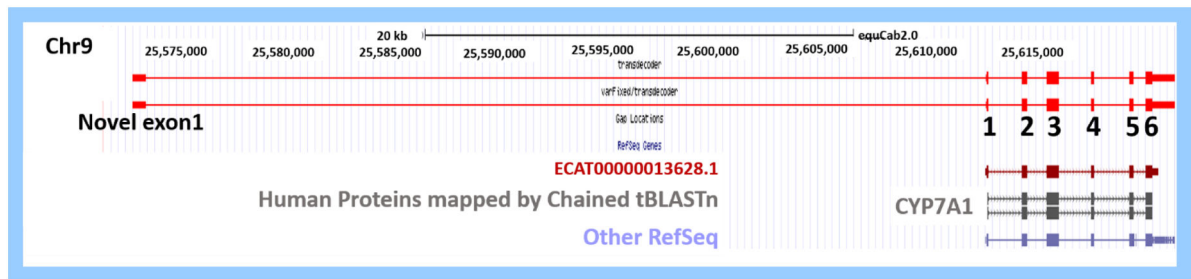 20 kb equCab2.0
Chr9 25,575,000 25,580,000 25,585,000 25,590,000 25,595,000 25,600,000 25,605,000 25,610,000 25,615,000
transdecoder
varFixed/transdecoder
Novel exon1 1 2 3 4 5 6
Gap Locations
RefSeq Genes
ECAT00000013628.1
Human Proteins mapped by Chained tBLASTn CYP7A1
Other RefSeq